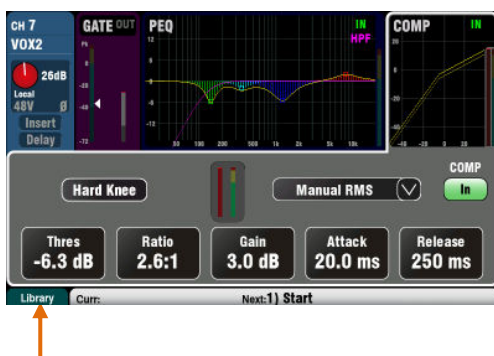 CH 7
VOX2
26dB
Local
48V Ø
Insert
Delay
GATE OUT
PEQ
IN
HPF
COMP IN
Hard Knee
Manual RMS
COMP
In
Thres
-6.3 dB
Ratio
2.6:1
Gain
3.0 dB
Attack
20.0 ms
Release
250 ms
Library
Curr:
Next:1) Start